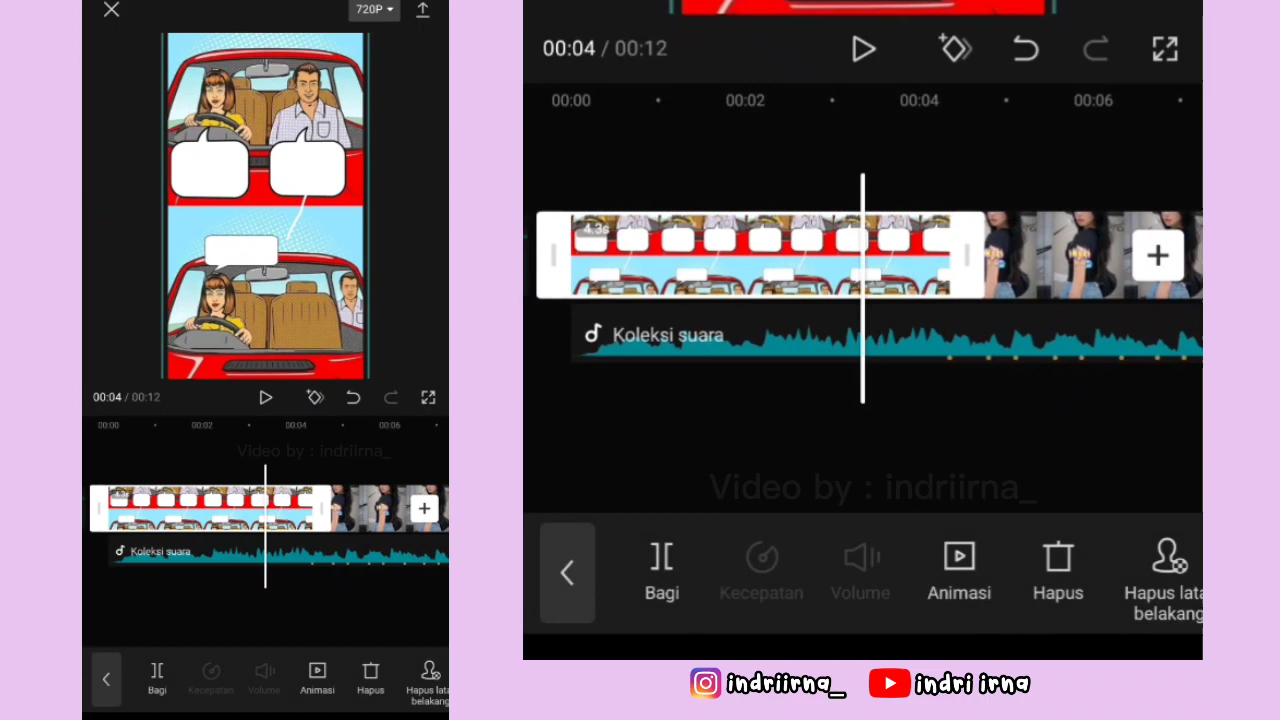 720P
00:04 / 00:12
00:00
00:02
00:04
00:06
Video by : indriirna_
Koleksi suara
Bagi
Kecepatan
Volume
Animasi
Hapus
Hapus lata
belakang
00:04 / 00:12
00:00
00:02
00:04
00:06
4.3s
Koleksi suara
Video by : indriirna_
Bagi
Kecepatan
Volume
Animasi
Hapus
Hapus lata
belakang
indriirna_
indri irna